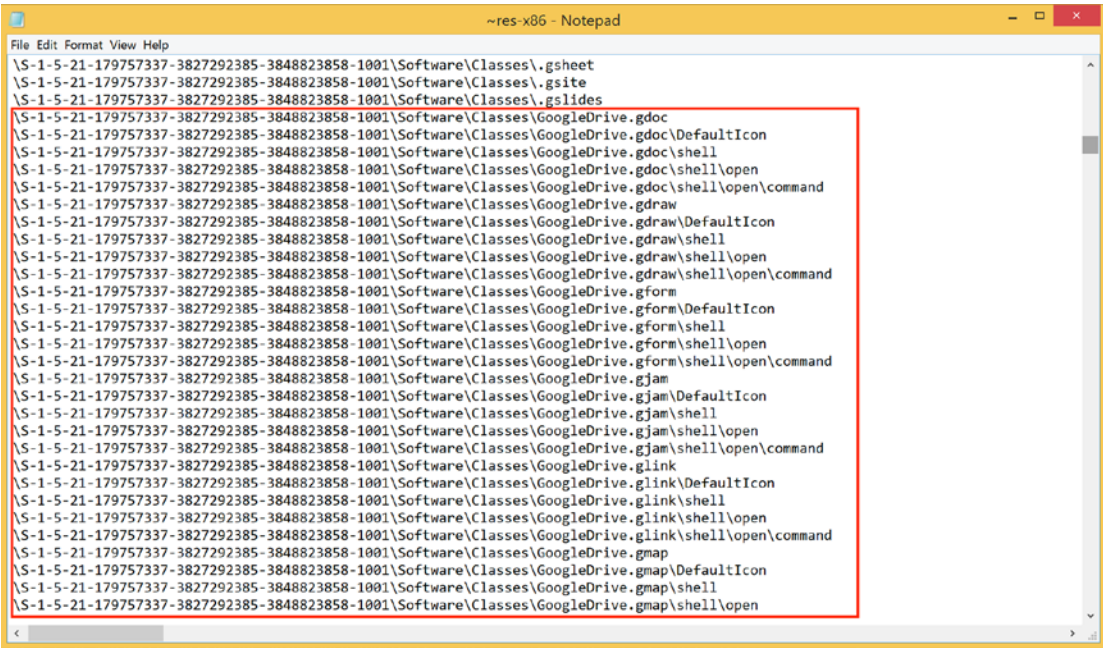 ~res-x86 - Notepad
File Edit Format View Help
\S-1-5-21-179757337-3827292385-3848823858-1001\Software\Classes\.gsheet
\S-1-5-21-179757337-3827292385-3848823858-1001\Software\Classes\.gsite
\S-1-5-21-179757337-3827292385-3848823858-1001\Software\Classes\.gslides
\S-1-5-21-179757337-3827292385-3848823858-1001\Software\Classes\GoogleDrive.gdoc
\S-1-5-21-179757337-3827292385-3848823858-1001\Software\Classes\GoogleDrive.gdoc\DefaultIcon
\S-1-5-21-179757337-3827292385-3848823858-1001\Software\Classes\GoogleDrive.gdoc\shell
\S-1-5-21-179757337-3827292385-3848823858-1001\Software\Classes\GoogleDrive.gdoc\shell\open
\S-1-5-21-179757337-3827292385-3848823858-1001\Software\Classes\GoogleDrive.gdoc\shell\open\command
\S-1-5-21-179757337-3827292385-3848823858-1001\Software\Classes\GoogleDrive.gdraw
\S-1-5-21-179757337-3827292385-3848823858-1001\Software\Classes\GoogleDrive.gdraw\DefaultIcon
\S-1-5-21-179757337-3827292385-3848823858-1001\Software\Classes\GoogleDrive.gdraw\shell
\S-1-5-21-179757337-3827292385-3848823858-1001\Software\Classes\GoogleDrive.gdraw\shell\open
\S-1-5-21-179757337-3827292385-3848823858-1001\Software\Classes\GoogleDrive.gdraw\shell\open\command
\S-1-5-21-179757337-3827292385-3848823858-1001\Software\Classes\GoogleDrive.gform
\S-1-5-21-179757337-3827292385-3848823858-1001\Software\Classes\GoogleDrive.gform\DefaultIcon
\S-1-5-21-179757337-3827292385-3848823858-1001\Software\Classes\GoogleDrive.gform\shell
\S-1-5-21-179757337-3827292385-3848823858-1001\Software\Classes\GoogleDrive.gform\shell\open
\S-1-5-21-179757337-3827292385-3848823858-1001\Software\Classes\GoogleDrive.gform\shell\open\command
\S-1-5-21-179757337-3827292385-3848823858-1001\Software\Classes\GoogleDrive.gjam
\S-1-5-21-179757337-3827292385-3848823858-1001\Software\Classes\GoogleDrive.gjam\DefaultIcon
\S-1-5-21-179757337-3827292385-3848823858-1001\Software\Classes\GoogleDrive.gjam\shell
\S-1-5-21-179757337-3827292385-3848823858-1001\Software\Classes\GoogleDrive.gjam\shell\open
\S-1-5-21-179757337-3827292385-3848823858-1001\Software\Classes\GoogleDrive.gjam\shell\open\command
\S-1-5-21-179757337-3827292385-3848823858-1001\Software\Classes\GoogleDrive.glink
\S-1-5-21-179757337-3827292385-3848823858-1001\Software\Classes\GoogleDrive.glink\DefaultIcon
\S-1-5-21-179757337-3827292385-3848823858-1001\Software\Classes\GoogleDrive.glink\shell
\S-1-5-21-179757337-3827292385-3848823858-1001\Software\Classes\GoogleDrive.glink\shell\open
\S-1-5-21-179757337-3827292385-3848823858-1001\Software\Classes\GoogleDrive.glink\shell\open\command
\S-1-5-21-179757337-3827292385-3848823858-1001\Software\Classes\GoogleDrive.gmap
\S-1-5-21-179757337-3827292385-3848823858-1001\Software\Classes\GoogleDrive.gmap\DefaultIcon
\S-1-5-21-179757337-3827292385-3848823858-1001\Software\Classes\GoogleDrive.gmap\shell
\S-1-5-21-179757337-3827292385-3848823858-1001\Software\Classes\GoogleDrive.gmap\shell\open